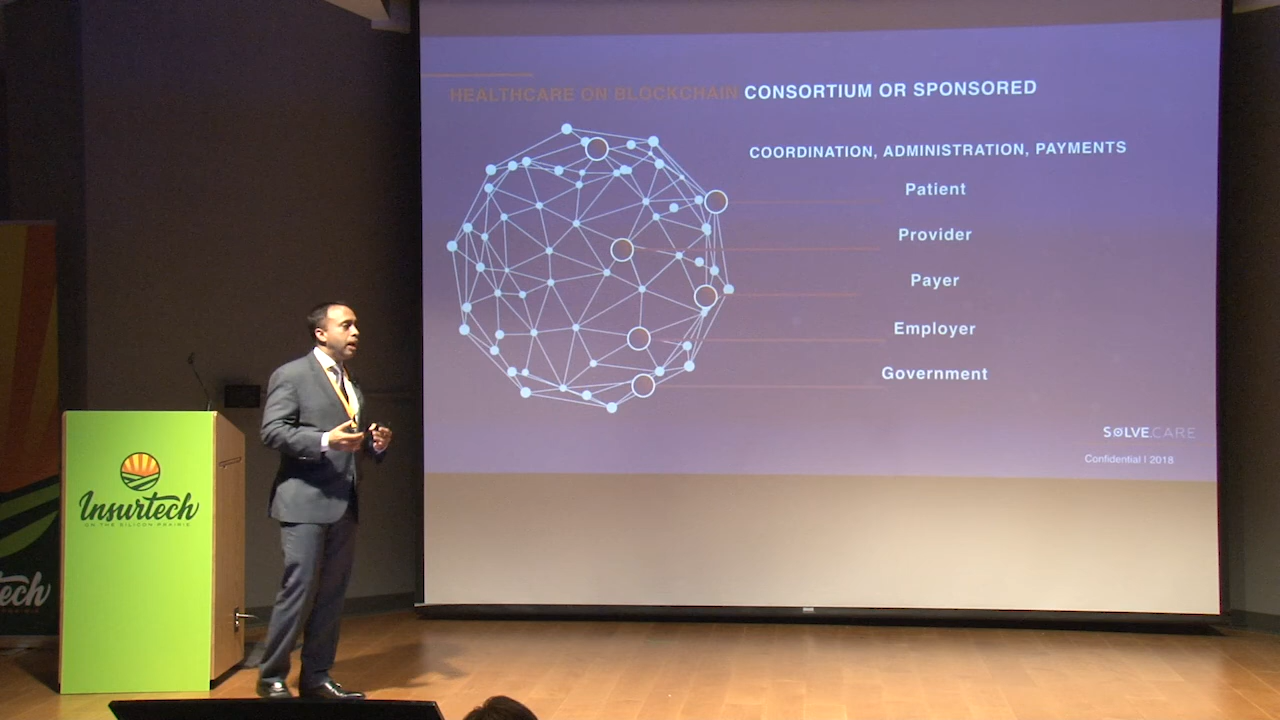 HEALTHCARE ON BLOCKCHAIN CONSORTIUM OR SPONSORED
COORDINATION, ADMINISTRATION, PAYMENTS
Patient
Provider
Payer
Employer
Government
SOLVE.CARE
Confidential | 2018
Insurtech
ON THE SILICON PRAIRIE
ech